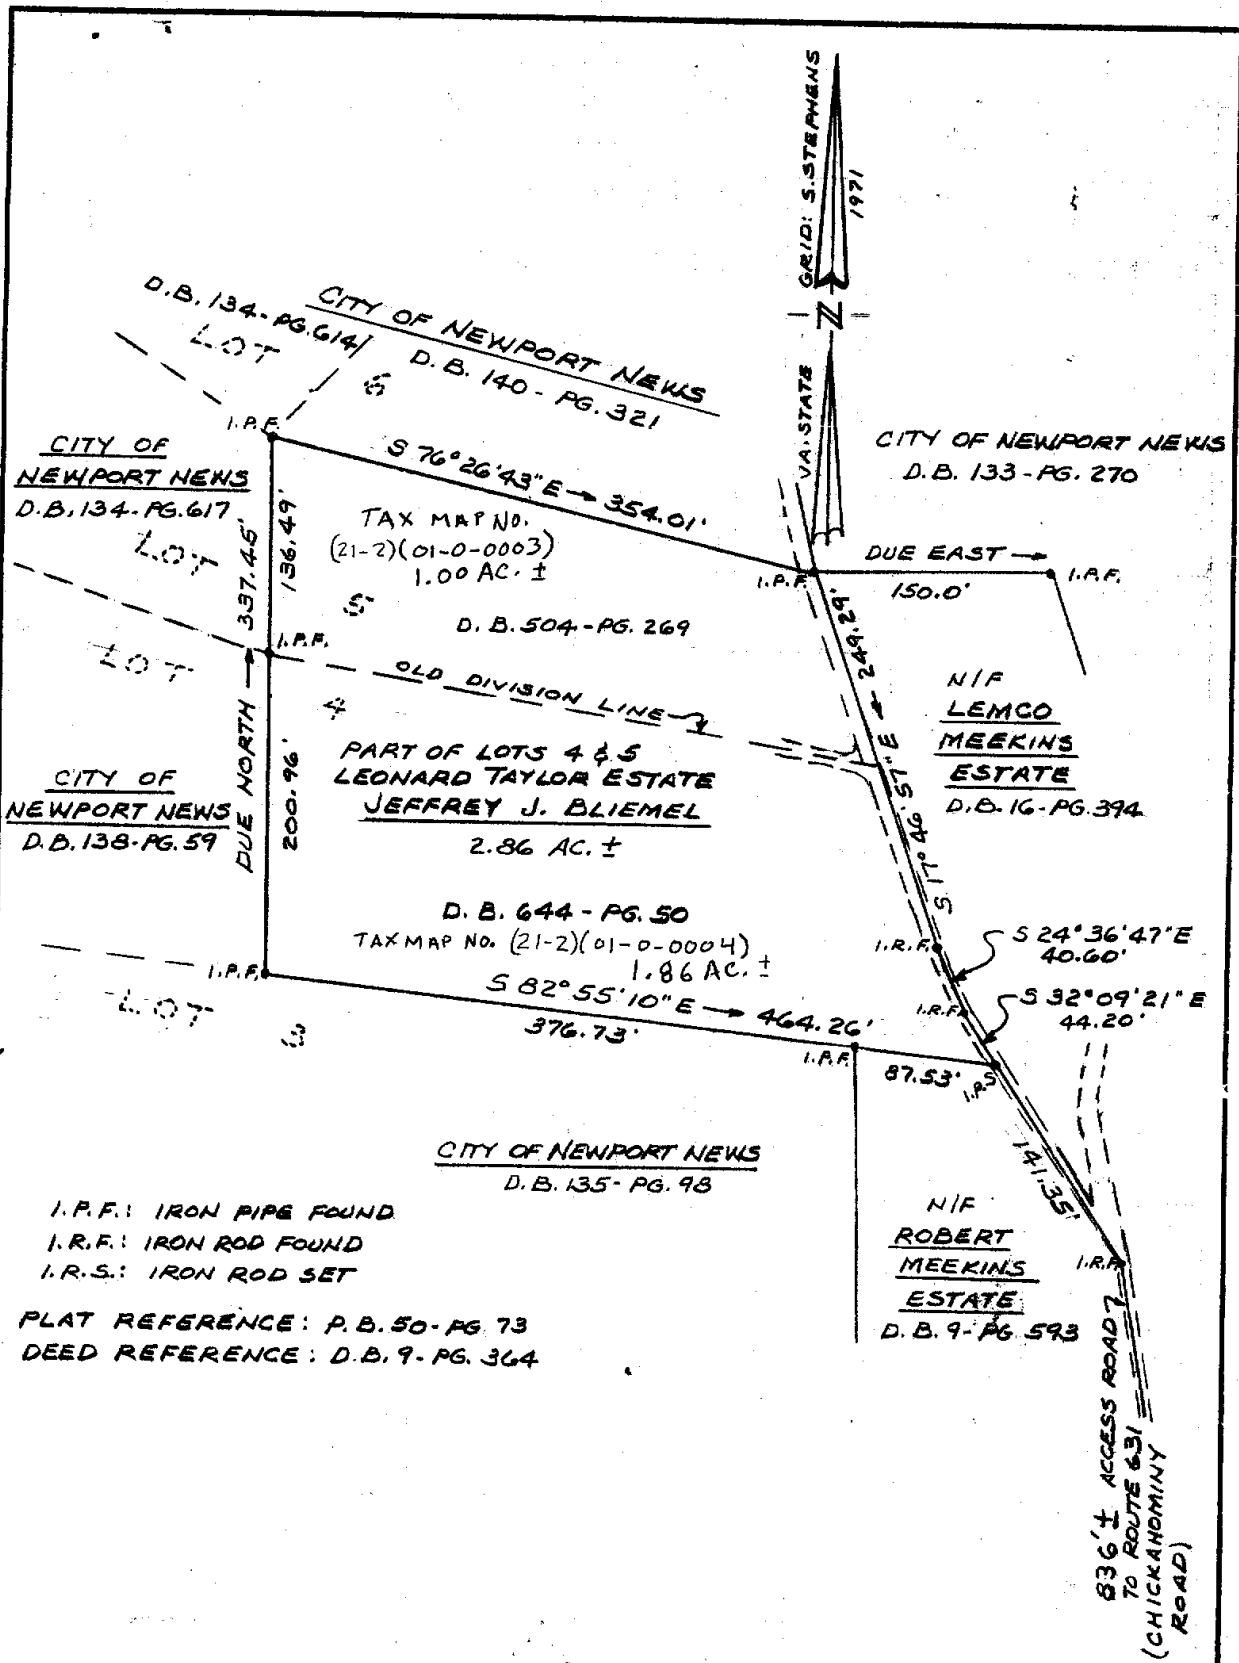 GRID: S. STEPHENS
1971
N
VA. STATE
D.B. 134-PG. 614
LOT
6
CITY OF NEWPORT NEWS
D.B. 140-PG. 321
I.P.F.
CITY OF
NEWPORT NEWS
D.B. 134-PG. 617
LOT
337.45'
136.49'
S 76°26'43"E → 354.01'
TAX MAP NO.
(21-2)(01-0-0003)
1.00 AC. ±
5
D.B. 504-PG. 269
I.P.F.
CITY OF NEWPORT NEWS
D.B. 133-PG. 270
DUE EAST →
150.0'
I.P.F.
I.P.F.
LOT
4
OLD DIVISION LINE
249.29'
S 17°46'57"E
N/F
LEMCO
MEEKINS
ESTATE
D.B. 16-PG. 394
PART OF LOTS 4 & 5
LEONARD TAYLOR ESTATE
JEFFREY J. BLIEMEL
2.86 AC. ±
DUE NORTH →
200.96'
CITY OF
NEWPORT NEWS
D.B. 138-PG. 59
D.B. 644-PG. 50
TAX MAP NO. (21-2)(01-0-0004)
1.86 AC. ±
I.R.F.
S 24°36'47"E
40.60'
I.P.F.
S 82°55'10"E → 464.26'
376.73'
I.R.F.
S 32°09'21"E
44.20'
LOT
3
I.P.F.
87.53'
I.R.S
141.35'
CITY OF NEWPORT NEWS
D.B. 135-PG. 98
I.P.F.: IRON PIPE FOUND
I.R.F.: IRON ROD FOUND
I.R.S.: IRON ROD SET
N/F
ROBERT
MEEKINS
ESTATE
D.B. 9-PG 593
I.R.F.
PLAT REFERENCE: P.B. 50-PG 73
DEED REFERENCE: D.B. 9-PG. 364
836'± ACCESS ROAD
TO ROUTE 631
(CHICKAHOMINY
ROAD)